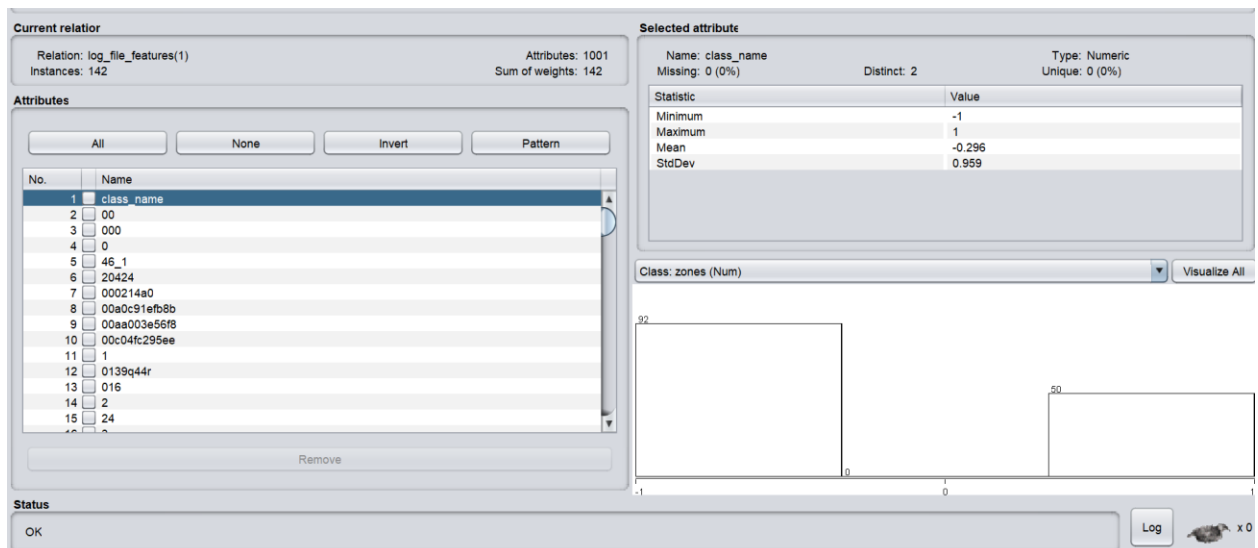 Current relation
Relation: log_file_features(1) Attributes: 1001
Instances: 142 Sum of weights: 142
Attributes
All None Invert Pattern
No. Name
1 class_name
2 00
3 000
4 0
5 46_1
6 20424
7 000214a0
8 00a0c91efb8b
9 00aa003e56f8
10 00c04fc295ee
11 1
12 0139q44r
13 016
14 2
15 24
Remove
Selected attribute
Name: class_name Type: Numeric
Missing: 0 (0%) Distinct: 2 Unique: 0 (0%)
Statistic Value
Minimum -1
Maximum 1
Mean -0.296
StdDev 0.959
Class: zones (Num) Visualize All
92
50
0
-1 0 1
Status
OK
Log x 0